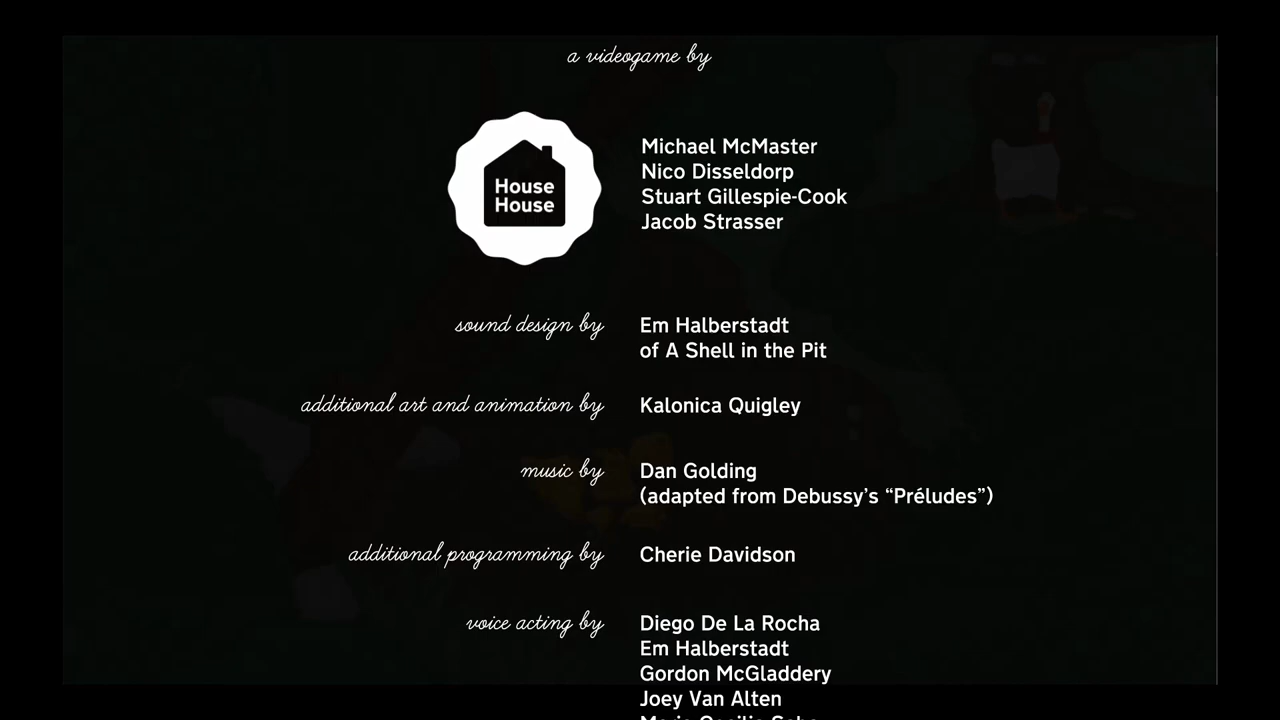 a videogame by
House
House
Michael McMaster
Nico Disseldorp
Stuart Gillespie-Cook
Jacob Strasser
sound design by
Em Halberstadt
of A Shell in the Pit
additional art and animation by
Kalonica Quigley
music by
Dan Golding
(adapted from Debussy's “Préludes”)
additional programming by
Cherie Davidson
voice acting by
Diego De La Rocha
Em Halberstadt
Gordon McGladdery
Joey Van Alten